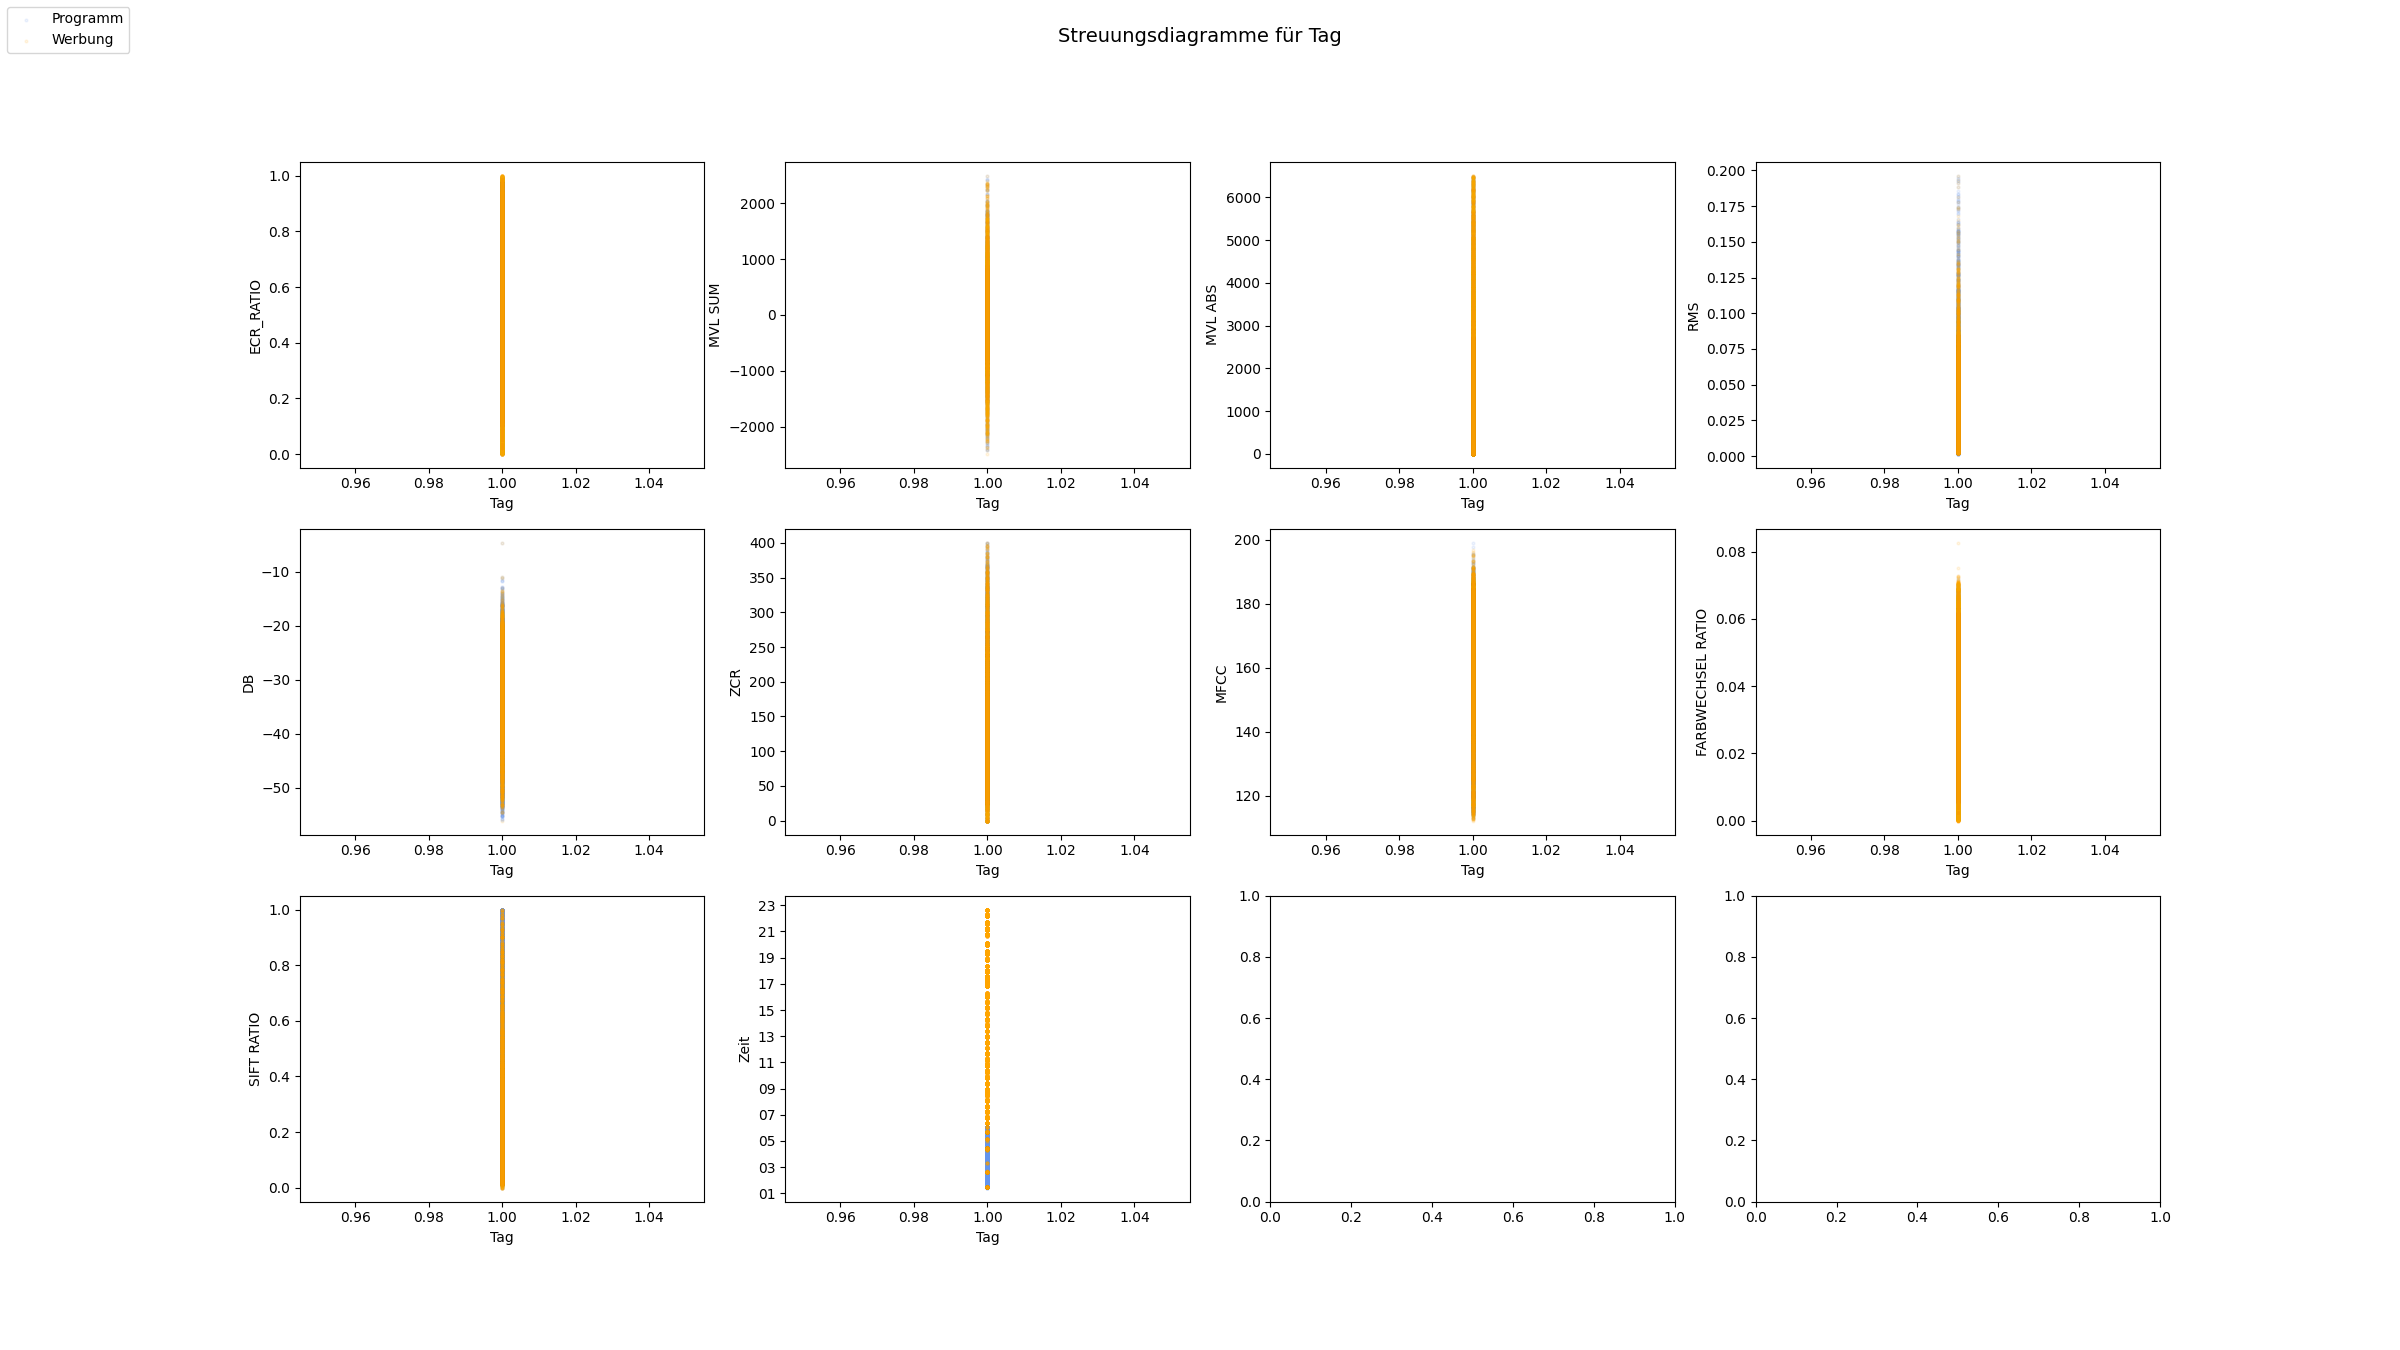 Programm
Werbung
Streuungsdiagramme für Tag
ECR_RATIO
1.0
0.8
0.6
0.4
0.2
0.0
0.96 0.98 1.00 1.02 1.04
Tag
MVL SUM
2000
1000
0
−1000
−2000
0.96 0.98 1.00 1.02 1.04
Tag
MVL ABS
6000
5000
4000
3000
2000
1000
0
0.96 0.98 1.00 1.02 1.04
Tag
RMS
0.200
0.175
0.150
0.125
0.100
0.075
0.050
0.025
0.000
0.96 0.98 1.00 1.02 1.04
Tag
DB
−10
−20
−30
−40
−50
0.96 0.98 1.00 1.02 1.04
Tag
ZCR
400
350
300
250
200
150
100
50
0
0.96 0.98 1.00 1.02 1.04
Tag
MFCC
200
180
160
140
120
0.96 0.98 1.00 1.02 1.04
Tag
FARBWECHSEL RATIO
0.08
0.06
0.04
0.02
0.00
0.96 0.98 1.00 1.02 1.04
Tag
SIFT RATIO
1.0
0.8
0.6
0.4
0.2
0.0
0.96 0.98 1.00 1.02 1.04
Tag
Zeit
23
21
19
17
15
13
11
09
07
05
03
01
0.96 0.98 1.00 1.02 1.04
Tag
1.0
0.8
0.6
0.4
0.2
0.0
0.0 0.2 0.4 0.6 0.8 1.0
1.0
0.8
0.6
0.4
0.2
0.0
0.0 0.2 0.4 0.6 0.8 1.0